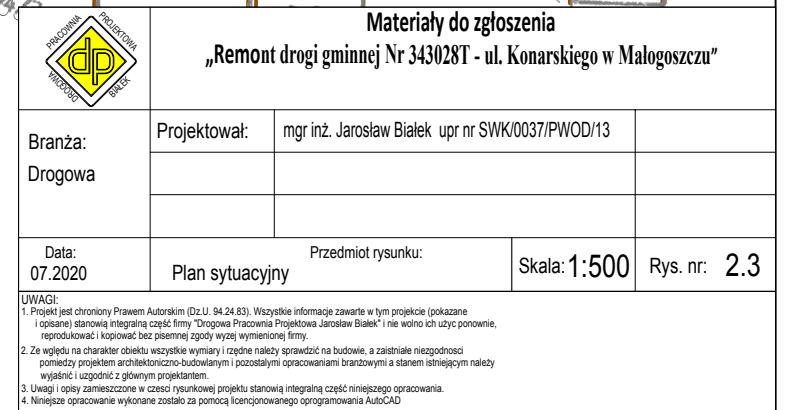 PRACOWNIA PROJEKTOWA
dp
DROGOWA BIAŁEK
Materiały do zgłoszenia
„Remont drogi gminnej Nr 343028T - ul. Konarskiego w Małogoszczu”
Branża:
Drogowa
Projektował: mgr inż. Jarosław Białek upr nr SWK/0037/PWOD/13
Data:
07.2020
Przedmiot rysunku:
Plan sytuacyjny
Skala: 1:500
Rys. nr: 2.3
UWAGI:
1. Projekt jest chroniony Prawem Autorskim (Dz.U. 94.24.83). Wszystkie informacje zawarte w tym projekcie (pokazane
i opisane) stanowią integralną część firmy "Drogowa Pracownia Projektowa Jarosław Białek" i nie wolno ich użyc ponownie,
reprodukować i kopiować bez pisemnej zgody wyzej wymienionej firmy.
2. Ze względu na charakter obiektu wszystkie wymiary i rzędne należy sprawdzić na budowie, a zaistniałe niezgodnosci
pomiedzy projektem architektoniczno-budowlanym i pozostalymi opracowaniami branżowymi a stanem istniejącym należy
wyjaśnić i uzgodnić z głównym projektantem.
3. Uwagi i opisy zamieszczone w czesci rysunkowej projektu stanowią integralną część niniejszego opracowania.
4. Niniejsze opracowanie wykonane zostało za pomocą licencjonowanego oprogramowania AutoCAD